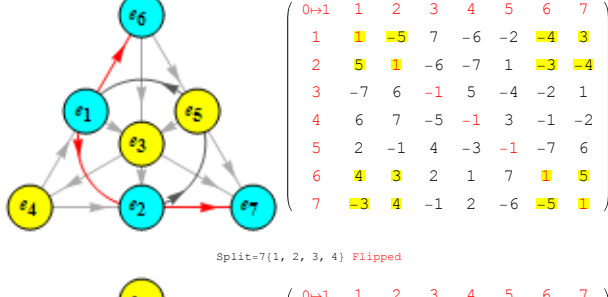 e6
e1
e5
e3
e4
e2
e7
0↦1 1 2 3 4 5 6 7
1 1 −5 7 −6 −2 −4 3
2 5 1 −6 −7 1 −3 −4
3 −7 6 −1 5 −4 −2 1
4 6 7 −5 −1 3 −1 −2
5 2 −1 4 −3 −1 −7 6
6 4 3 2 1 7 1 5
7 −3 4 −1 2 −6 −5 1
Split=7{1, 2, 3, 4} Flipped
0↦1 1 2 3 4 5 6 7